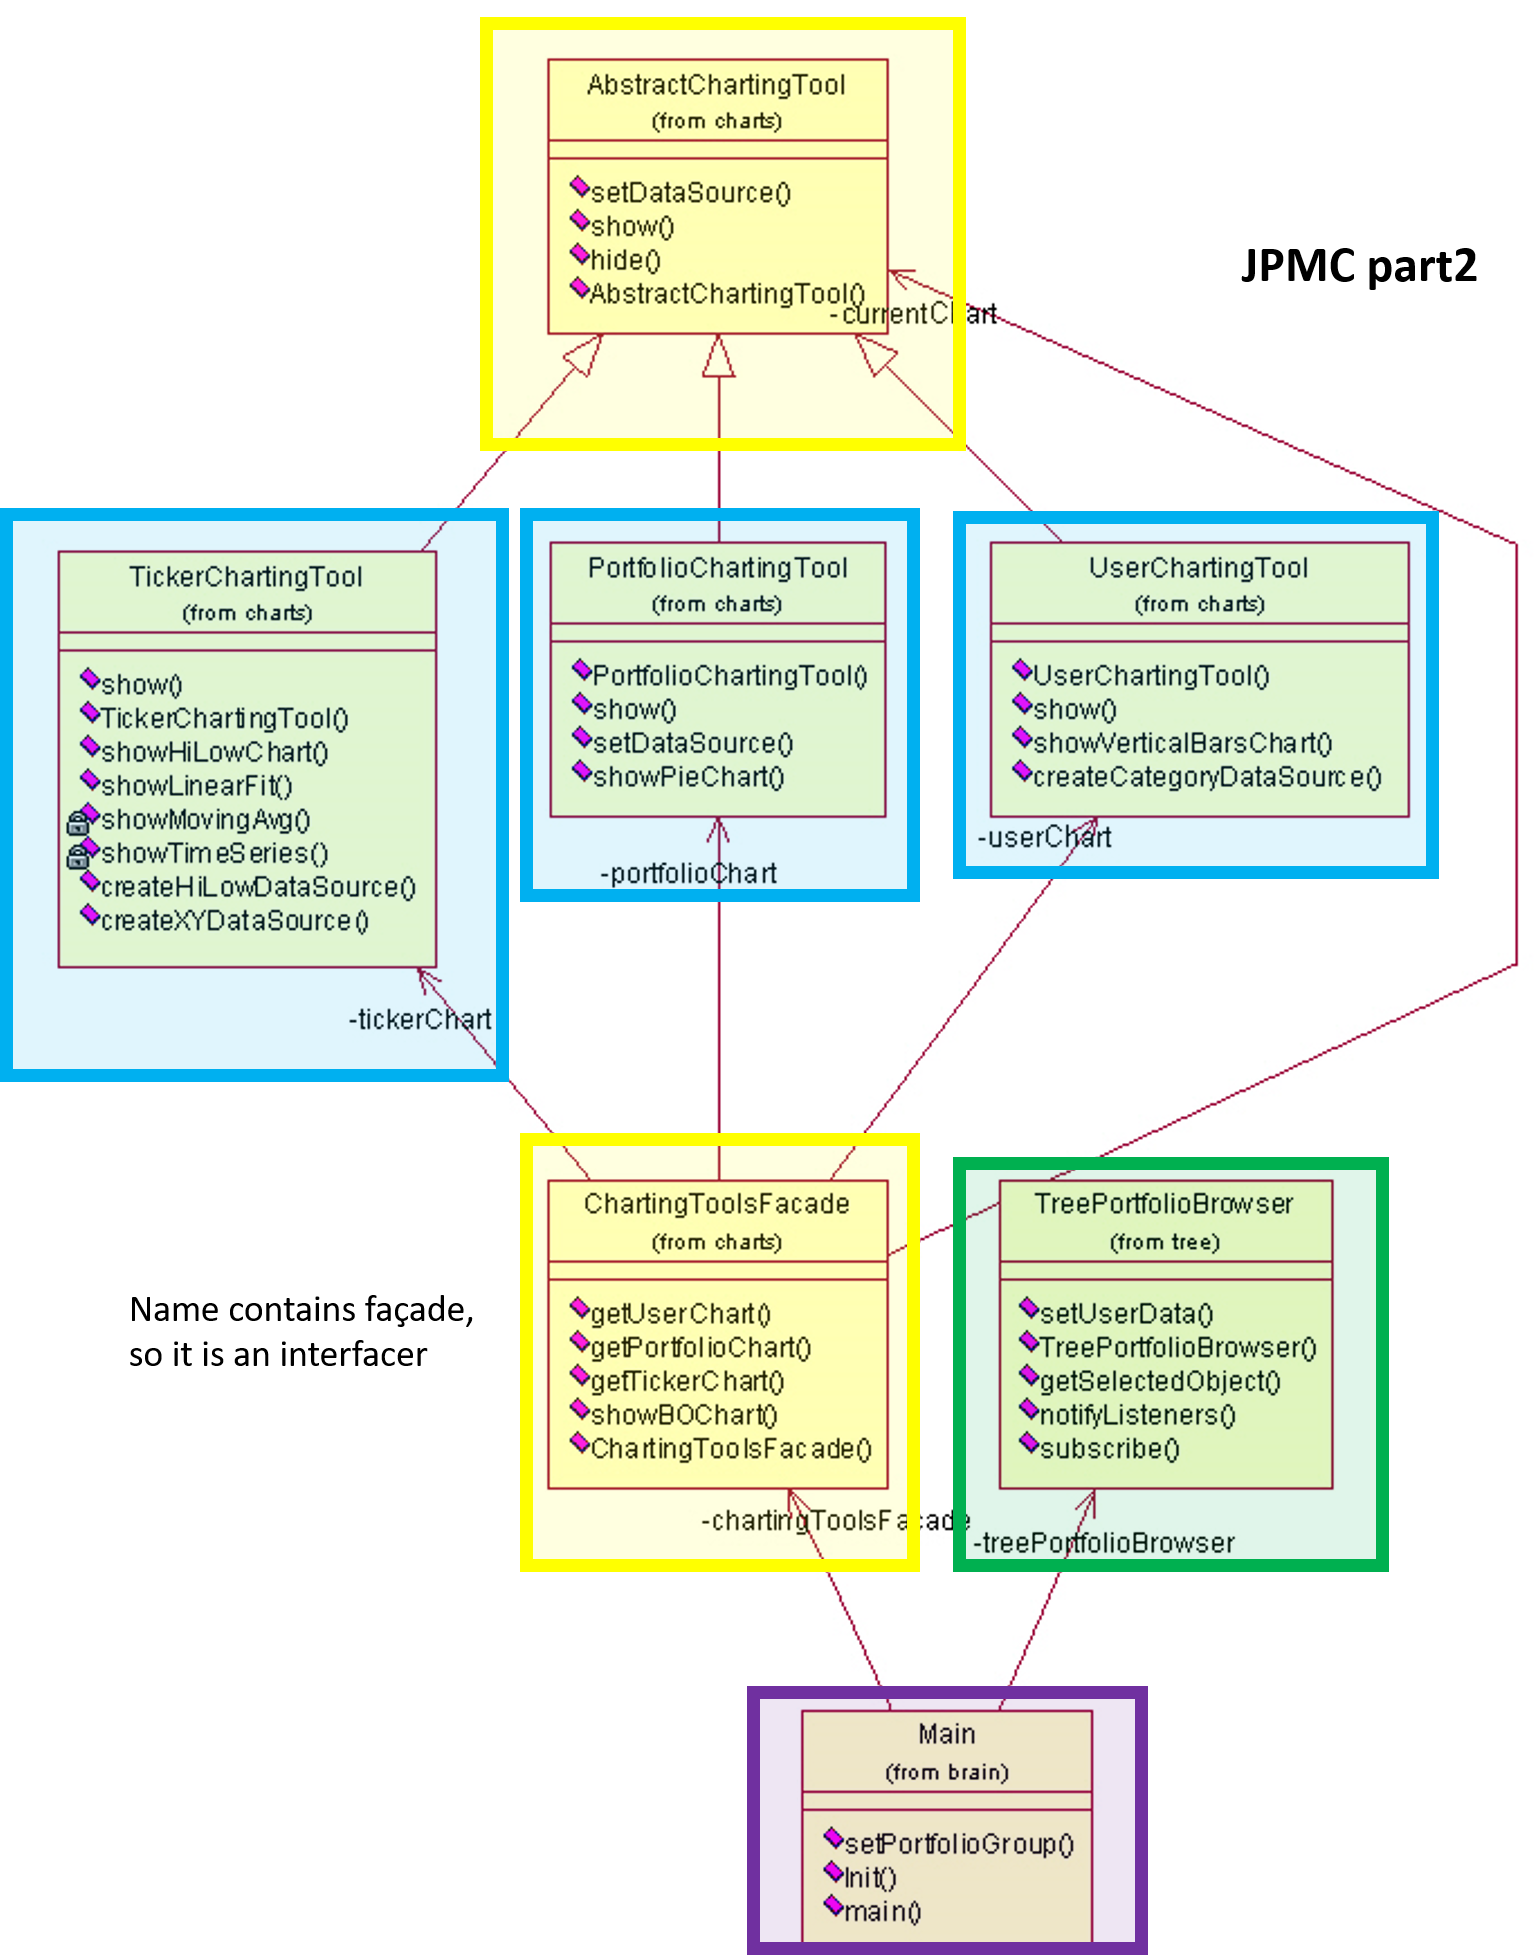 AbstractChartingTool
(from charts)
setDataSource()
show()
hide()
AbstractChartingTool()
-currentChart
JPMC part2
TickerChartingTool
(from charts)
show()
TickerChartingTool()
showHiLowChart()
showLinearFit()
showMovingAvg()
showTimeSeries()
createHiLowDataSource()
createXYDataSource()
-tickerChart
PortfolioChartingTool
(from charts)
PortfolioChartingTool()
show()
setDataSource()
showPieChart()
-portfolioChart
UserChartingTool
(from charts)
UserChartingTool()
show()
showVerticalBarsChart()
createCategoryDataSource()
-userChart
Name contains façade,
so it is an interfacer
ChartingToolsFacade
(from charts)
getUserChart()
getPortfolioChart()
getTickerChart()
showBOChart()
ChartingToolsFacade()
-chartingToolsFacade
TreePortfolioBrowser
(from tree)
setUserData()
TreePortfolioBrowser()
getSelectedObject()
notifyListeners()
subscribe()
-treePortfolioBrowser
Main
(from brain)
setPortfolioGroup()
Init()
main()